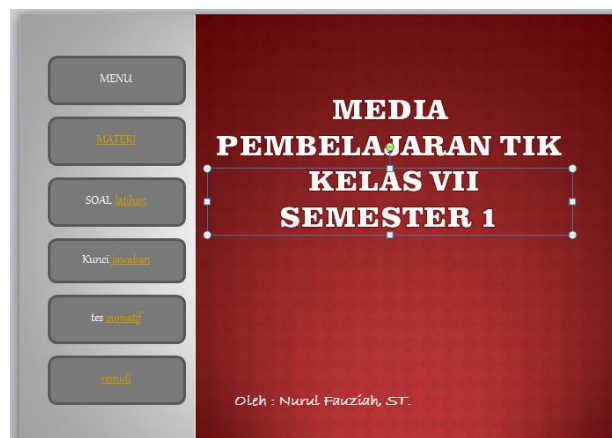 MENU
MATERI
SOAL latihan
Kunci jawaban
tes sumatif
remidi
MEDIA
PEMBELAJARAN TIK
KELAS VII
SEMESTER 1
Oleh : Nurul Fauziah, ST.